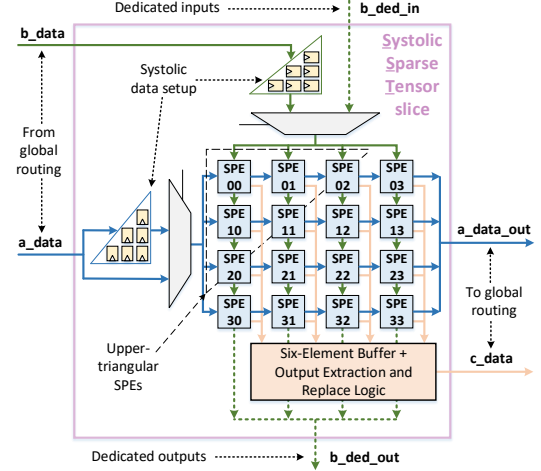 Dedicated inputs
b_ded_in
b_data
Systolic
Sparse
Tensor
slice
Systolic
data setup
From
global
routing
a_data
SPE
00
SPE
01
SPE
02
SPE
03
SPE
10
SPE
11
SPE
12
SPE
13
SPE
20
SPE
21
SPE
22
SPE
23
SPE
30
SPE
31
SPE
32
SPE
33
a_data_out
To global
routing
c_data
Upper-
triangular
SPEs
Six-Element Buffer +
Output Extraction and
Replace Logic
Dedicated outputs
b_ded_out